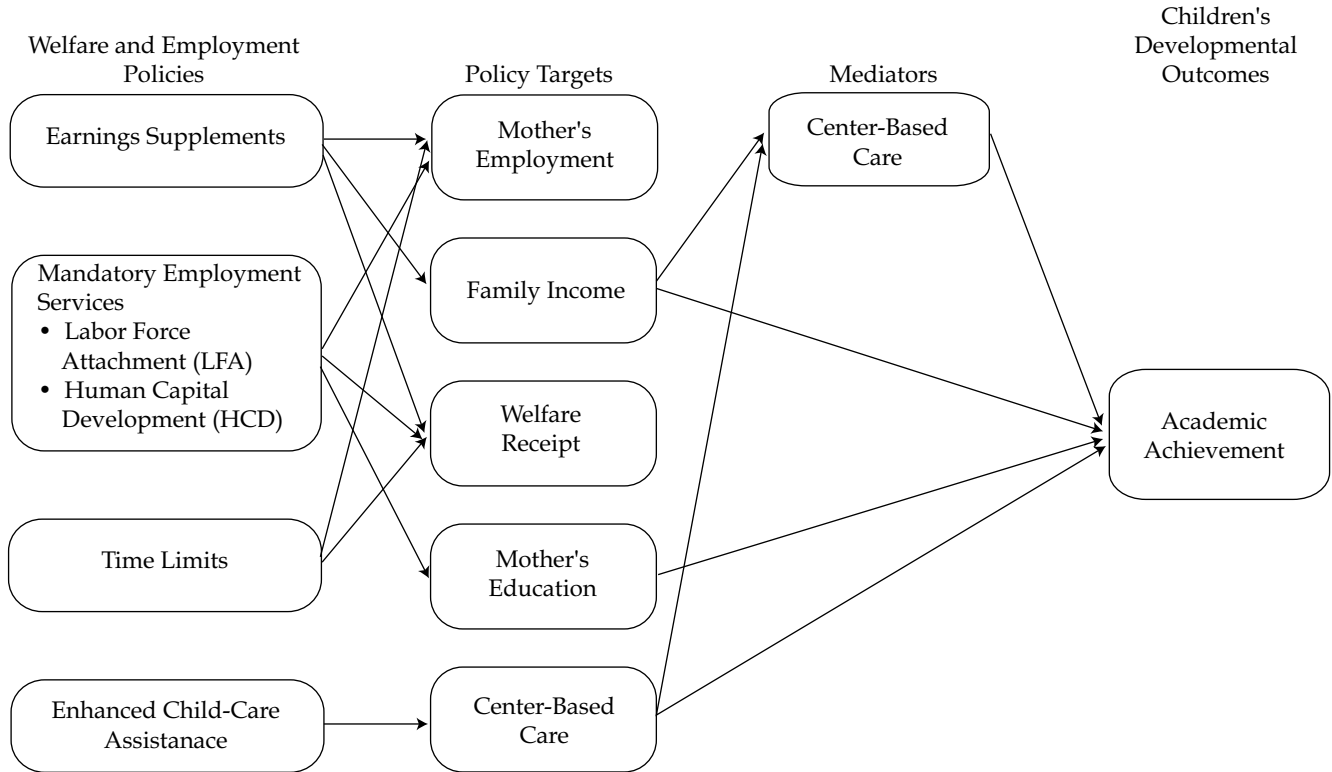 Welfare and Employment
Policies
Policy Targets
Mediators
Children's
Developmental
Outcomes
Earnings Supplements
Mandatory Employment
Services
• Labor Force
Attachment (LFA)
• Human Capital
Development (HCD)
Time Limits
Enhanced Child-Care
Assistanace
Mother's
Employment
Family Income
Welfare
Receipt
Mother's
Education
Center-Based
Care
Center-Based
Care
Academic
Achievement